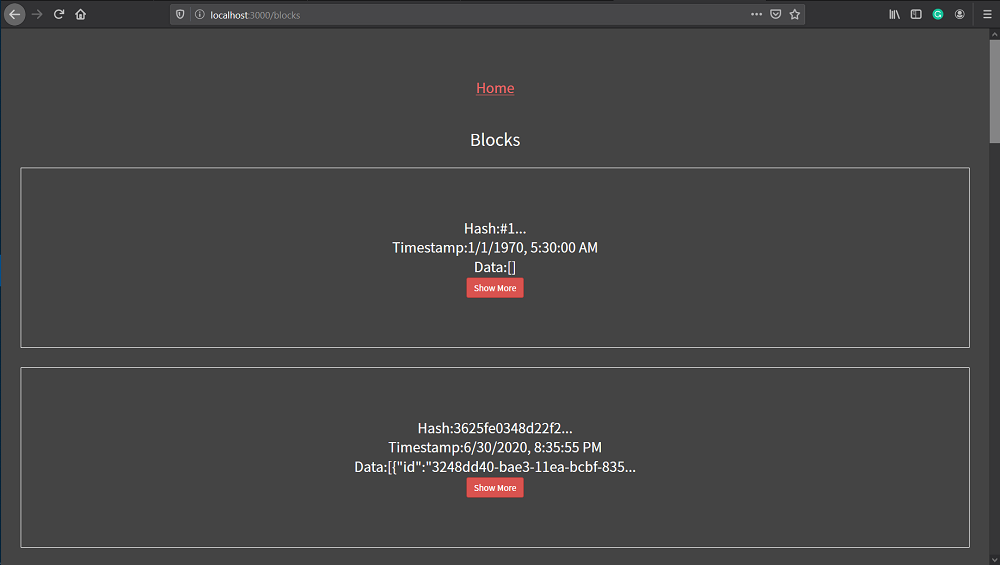 localhost:3000/blocks
Home
Blocks
Hash:#1...
Timestamp:1/1/1970, 5:30:00 AM
Data:[]
Show More
Hash:3625fe0348d22f2...
Timestamp:6/30/2020, 8:35:55 PM
Data:[{"id":"3248dd40-bae3-11ea-bcbf-835...
Show More